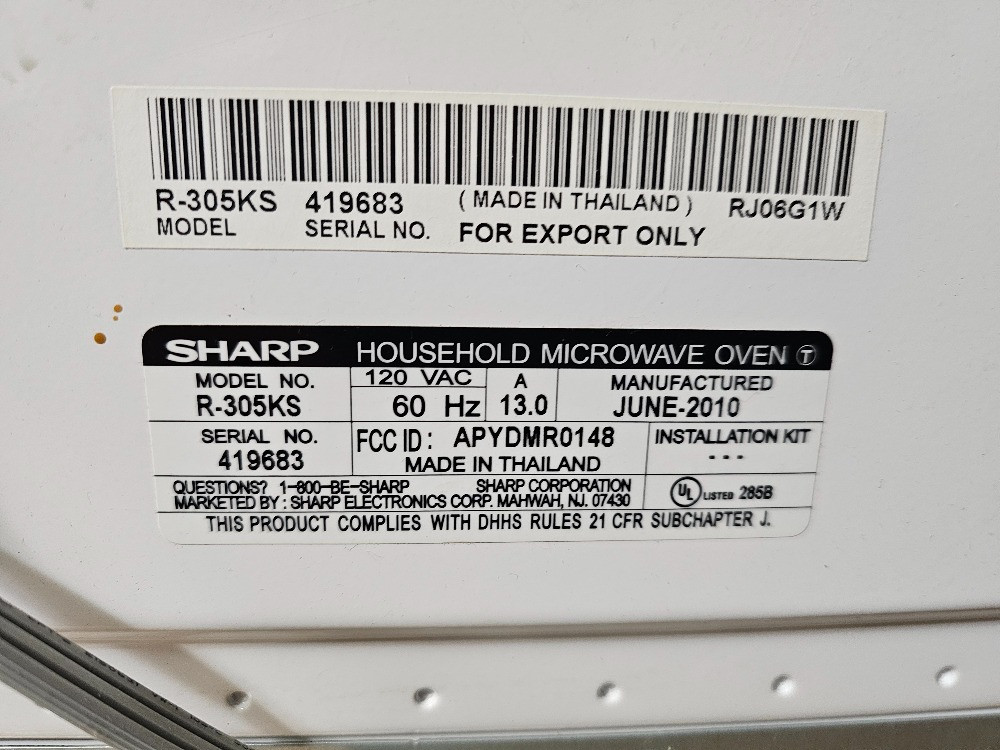 R-305KS 419683 ( MADE IN THAILAND ) RJ06G1W
MODEL SERIAL NO. FOR EXPORT ONLY
SHARP HOUSEHOLD MICROWAVE OVEN T
MODEL NO. 120 VAC A MANUFACTURED
R-305KS 60 Hz 13.0 JUNE-2010
SERIAL NO. FCC ID : APYDMR0148 INSTALLATION KIT
419683 MADE IN THAILAND - - -
QUESTIONS? 1-800-BE-SHARP SHARP CORPORATION
MARKETED BY : SHARP ELECTRONICS CORP. MAHWAH, NJ. 07430
UL LISTED 285B
THIS PRODUCT COMPLIES WITH DHHS RULES 21 CFR SUBCHAPTER J.